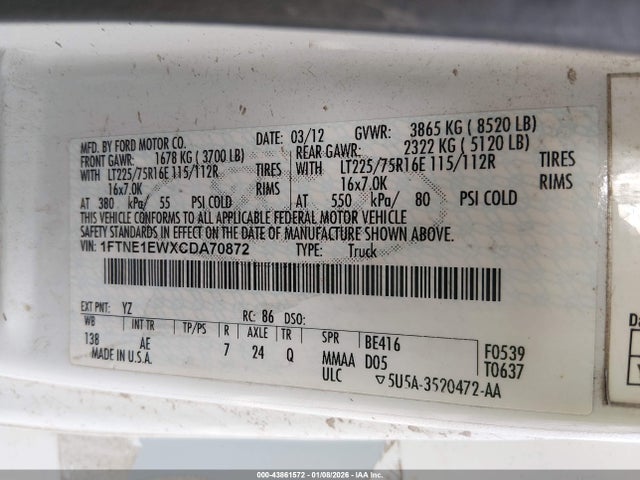 MFD. BY FORD MOTOR CO. DATE: 03/12 GVWR: 3865 KG ( 8520 LB)
FRONT GAWR: 1678 KG ( 3700 LB) REAR GAWR: 2322 KG ( 5120 LB)
WITH LT225/75R16E 115/112R TIRES WITH LT225/75R16E 115/112R TIRES
16x7.0K RIMS 16x7.0K RIMS
AT 380 kPa/ 55 PSI COLD AT 550 kPa/ 80 PSI COLD
THIS VEHICLE CONFORMS TO ALL APPLICABLE FEDERAL MOTOR VEHICLE
SAFETY STANDARDS IN EFFECT ON THE DATE OF MANUFACTURE SHOWN ABOVE.
VIN: 1FTNE1EWXCDA70872 TYPE: Truck
EXT PNT: YZ RC: 86 DSO:
WB INT TR TP/PS R AXLE TR SPR BE416 F0539
138 AE 7 24 Q MMAA D05 T0637
MADE IN U.S.A. ULC 5U5A-3520472-AA
Da
000-43861572 - 01/08/2026 - IAAI.COM